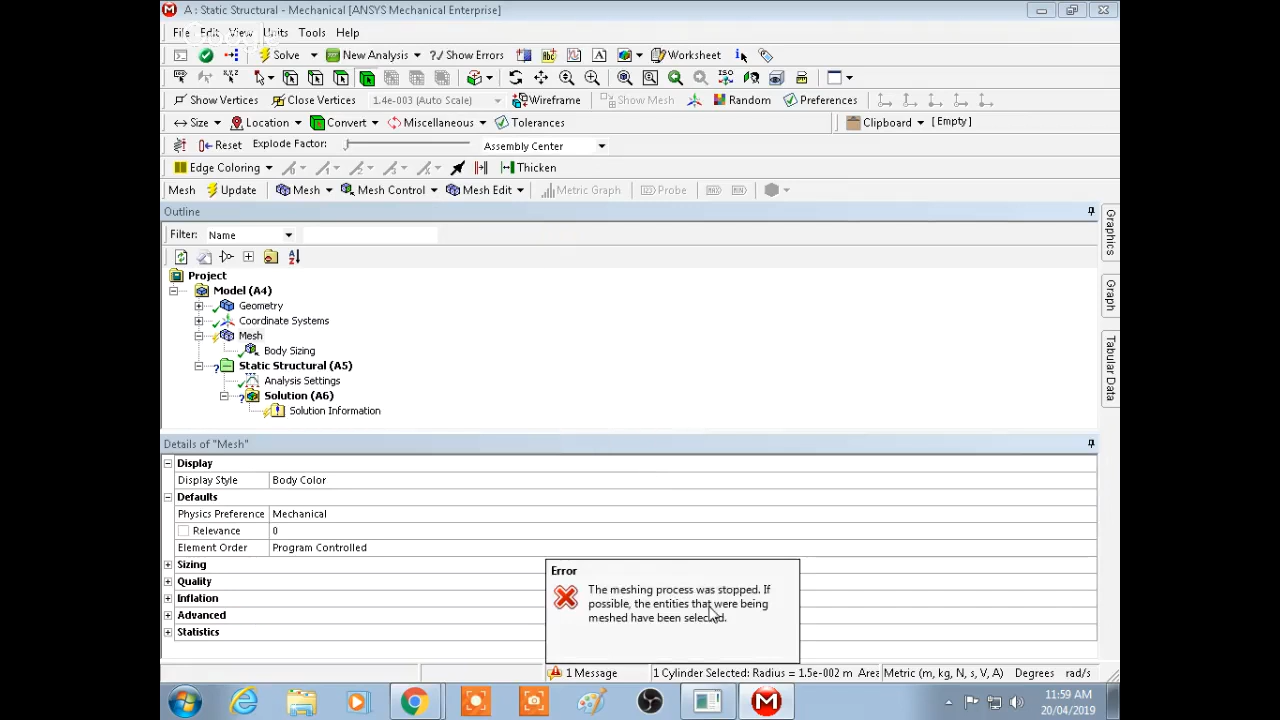 A : Static Structural - Mechanical [ANSYS Mechanical Enterprise]
File Edit View Units Tools Help
Solve New Analysis ?/ Show Errors Worksheet
Show Vertices Close Vertices 1.4e-003 (Auto Scale) Wireframe Show Mesh Random Preferences
Size Location Convert Miscellaneous Tolerances Clipboard [Empty]
Reset Explode Factor: Assembly Center
Edge Coloring Thicken
Mesh Update Mesh Mesh Control Mesh Edit Metric Graph Probe
Outline
Filter: Name
Project
Model (A4)
Geometry
Coordinate Systems
Mesh
Body Sizing
Static Structural (A5)
Analysis Settings
Solution (A6)
Solution Information
Graphics
Graph
Tabular Data
Details of "Mesh"
Display
Display Style Body Color
Defaults
Physics Preference Mechanical
Relevance 0
Element Order Program Controlled
Sizing
Quality
Inflation
Advanced
Statistics
Error
The meshing process was stopped. If
possible, the entities that were being
meshed have been selected.
1 Message 1 Cylinder Selected: Radius = 1.5e-002 m Area Metric (m, kg, N, s, V, A) Degrees rad/s
11:59 AM
20/04/2019